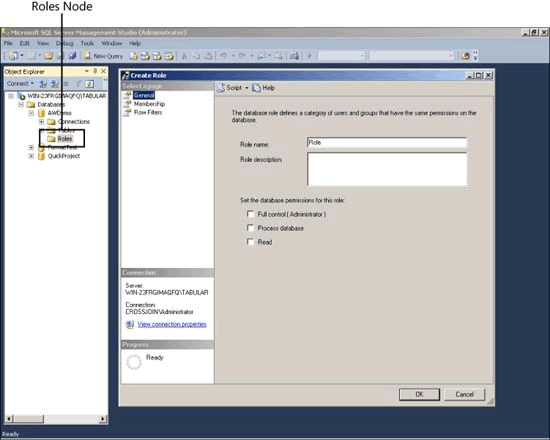 Roles Node
Microsoft SQL Server Management Studio (Administrator)
File Edit View Debug Tools Window Help
New Query
Object Explorer
Connect
WIN-23FRGIMAQFQ\TABULAR
Databases
AWDemo
Connections
Tables
Roles
FormatTest
QuickProject
Create Role
Select a page
General
Membership
Row Filters
Script Help
The database role defines a category of users and groups that have the same permissions on the
database.
Role name: Role
Role description:
Set the database permissions for this role:
Full control ( Administrator )
Process database
Read
Connection
Server:
WIN-23FRGIMAQFQ\TABULAR
Connection:
CROSSJOIN\Administrator
View connection properties
Progress
Ready
OK Cancel
Ready